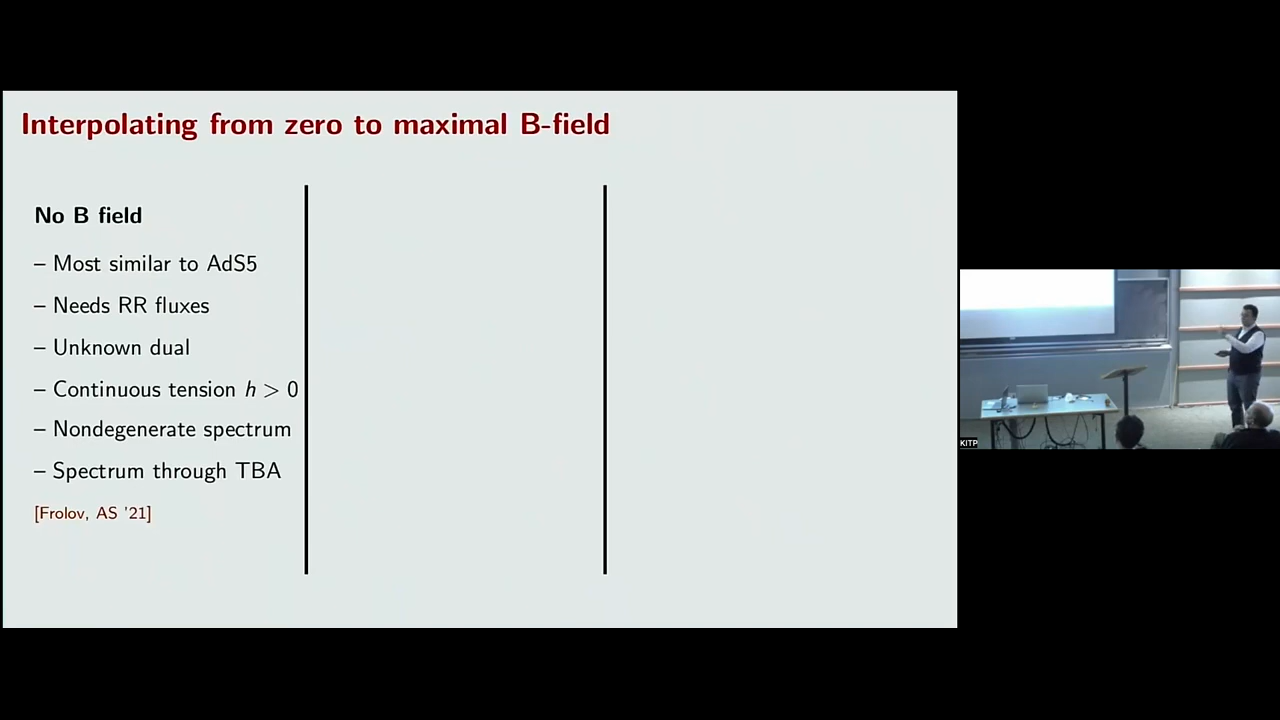 Interpolating from zero to maximal B-field
No B field
– Most similar to AdS5
– Needs RR fluxes
– Unknown dual
– Continuous tension h > 0
– Nondegenerate spectrum
– Spectrum through TBA
[Frolov, AS '21]
KITP